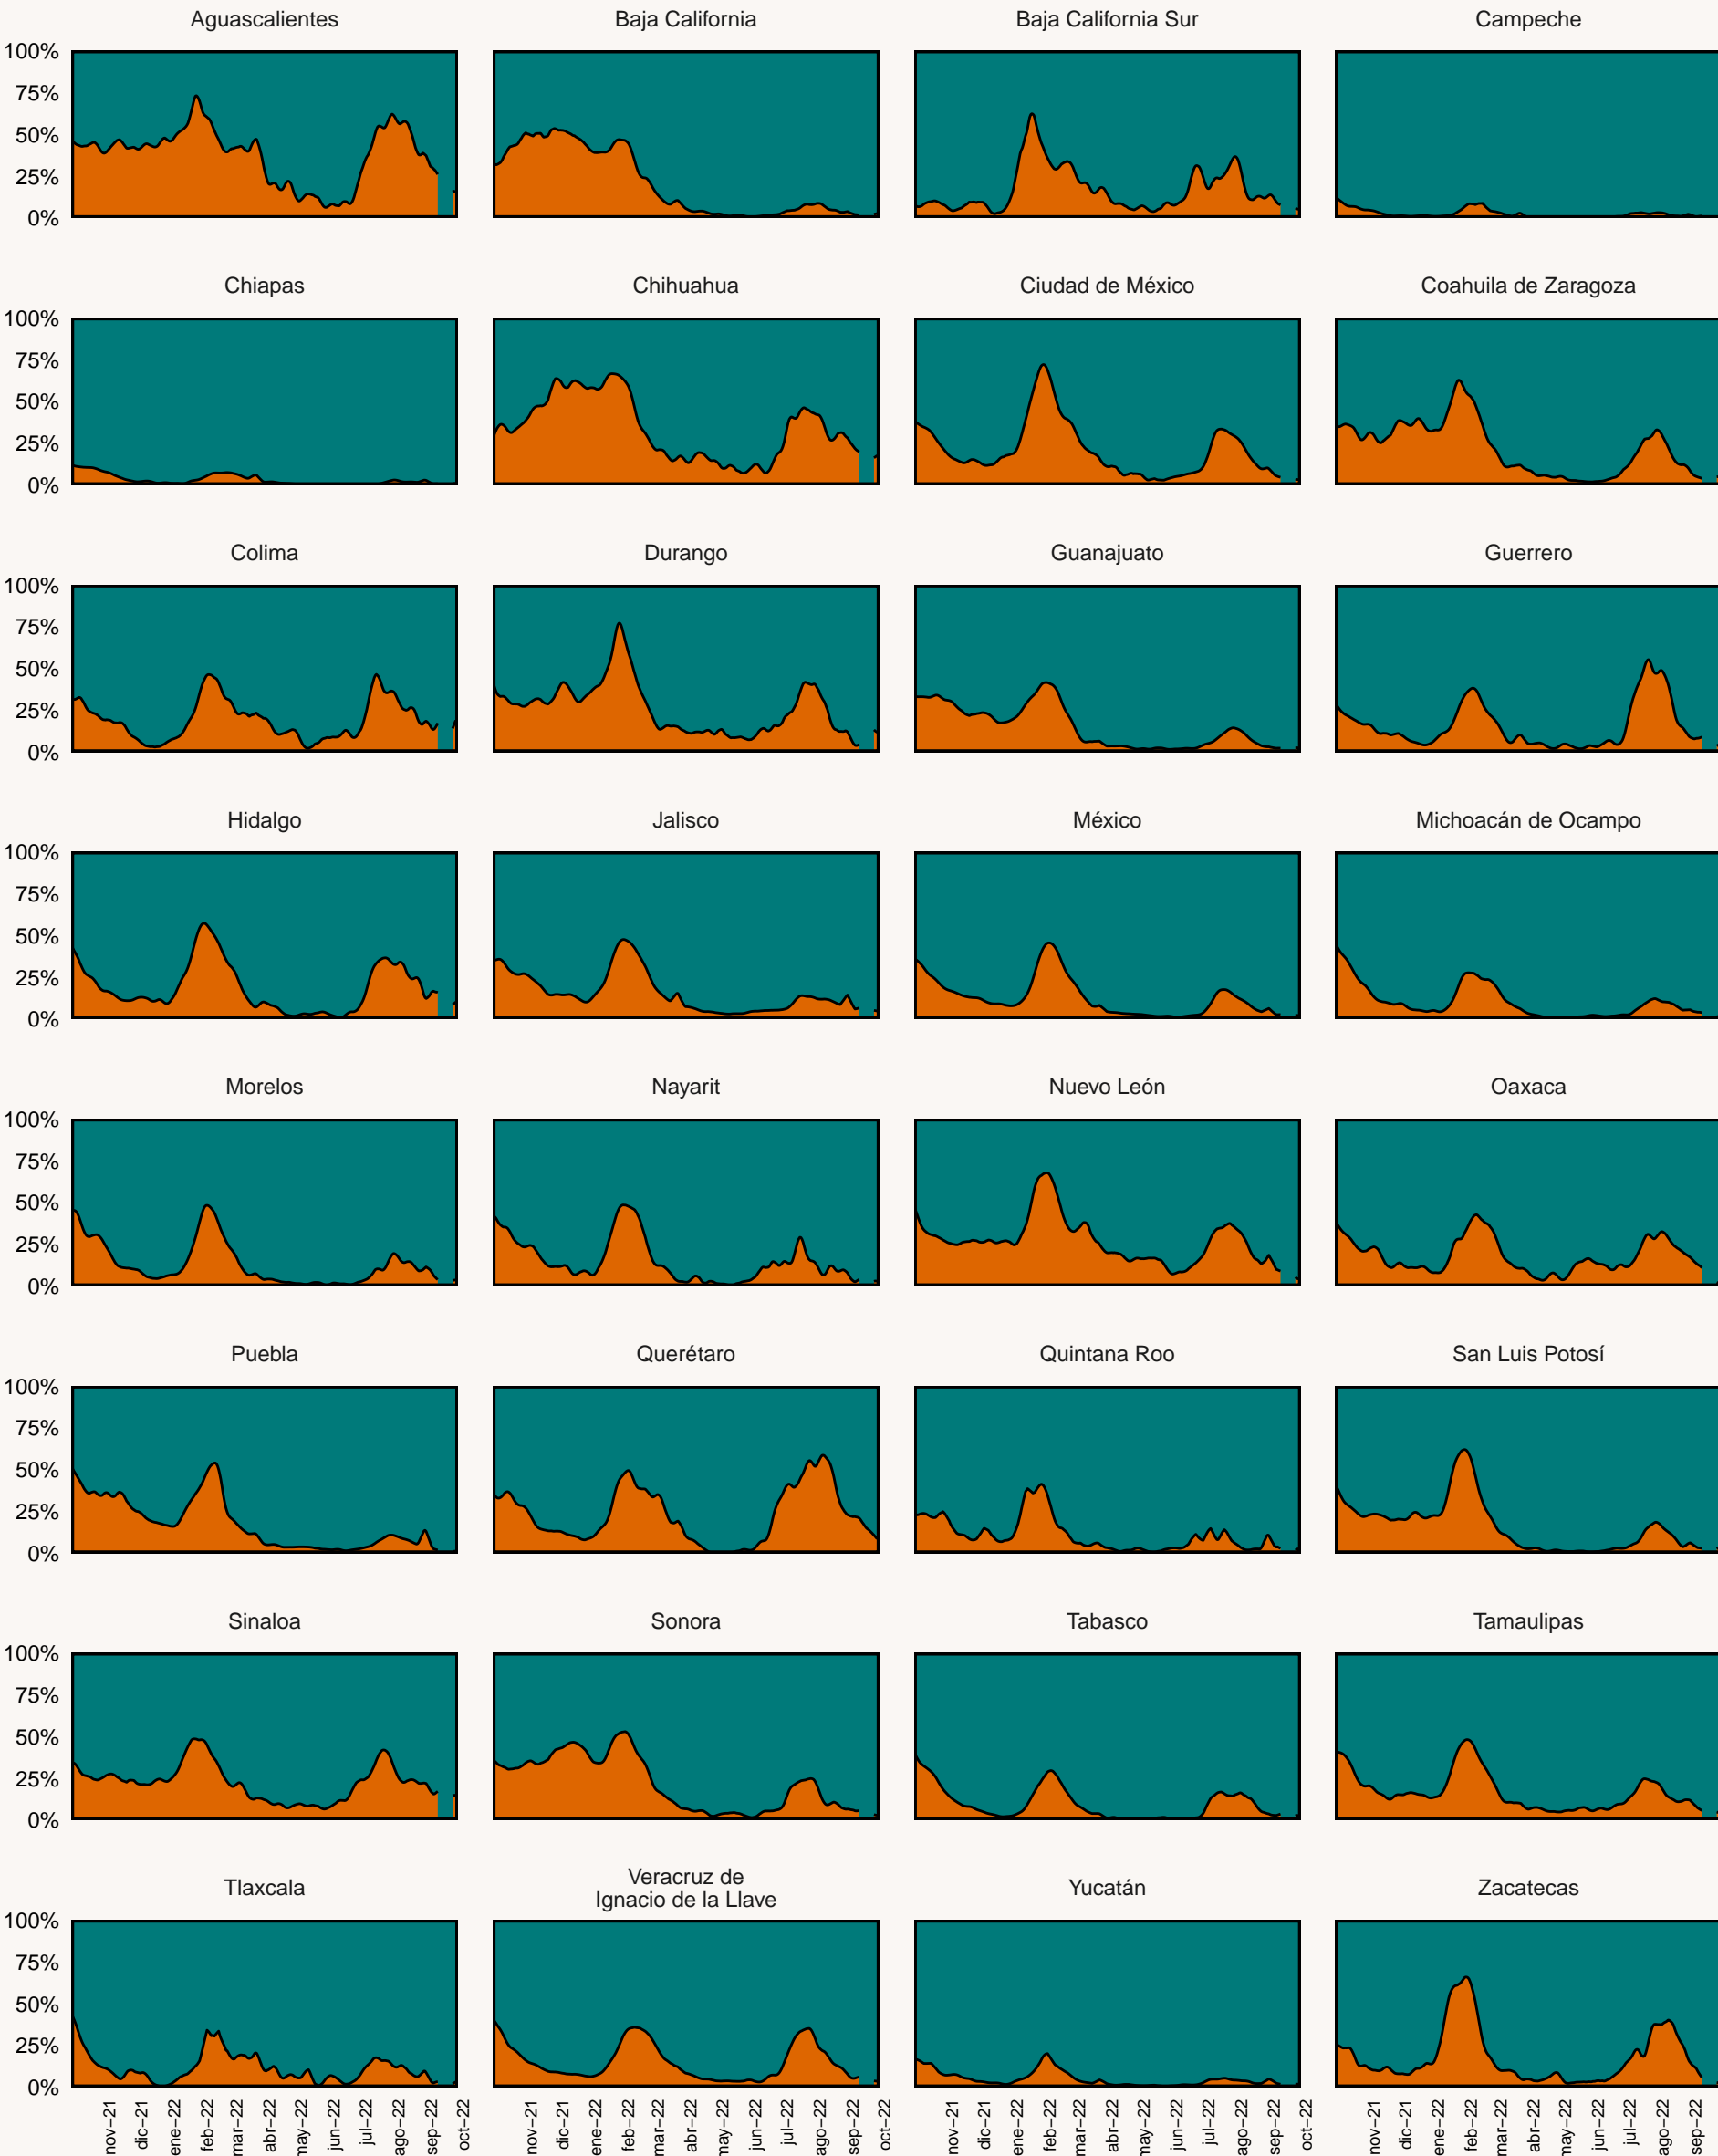 Aguascalientes
Baja California
Baja California Sur
Campeche
100%
75%
50%
25%
0%
Chiapas
Chihuahua
Ciudad de México
Coahuila de Zaragoza
100%
75%
50%
25%
0%
Colima
Durango
Guanajuato
Guerrero
100%
75%
50%
25%
0%
Hidalgo
Jalisco
México
Michoacán de Ocampo
100%
75%
50%
25%
0%
Morelos
Nayarit
Nuevo León
Oaxaca
100%
75%
50%
25%
0%
Puebla
Querétaro
Quintana Roo
San Luis Potosí
100%
75%
50%
25%
0%
Sinaloa
Sonora
Tabasco
Tamaulipas
100%
75%
50%
25%
0%
Tlaxcala
Veracruz de
Ignacio de la Llave
Yucatán
Zacatecas
100%
75%
50%
25%
0%
nov−21
dic−21
ene−22
feb−22
mar−22
abr−22
may−22
jun−22
jul−22
ago−22
sep−22
oct−22
nov−21
dic−21
ene−22
feb−22
mar−22
abr−22
may−22
jun−22
jul−22
ago−22
sep−22
oct−22
nov−21
dic−21
ene−22
feb−22
mar−22
abr−22
may−22
jun−22
jul−22
ago−22
sep−22
oct−22
nov−21
dic−21
ene−22
feb−22
mar−22
abr−22
may−22
jun−22
jul−22
ago−22
sep−22